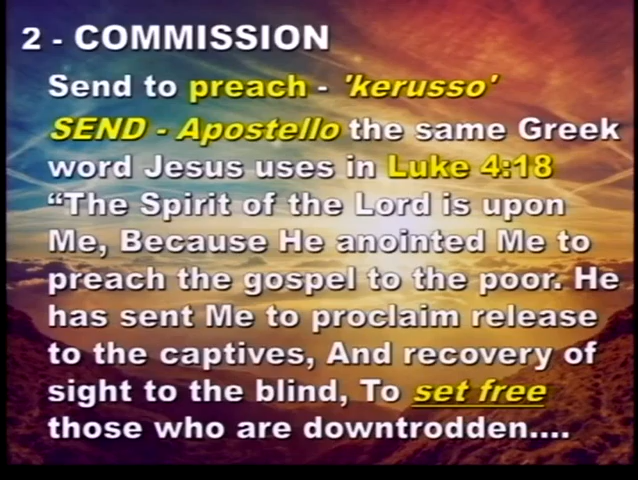 2 - COMMISSION
Send to preach - 'kerusso'
SEND - Apostello the same Greek
word Jesus uses in Luke 4:18
“The Spirit of the Lord is upon
Me, Because He anointed Me to
preach the gospel to the poor. He
has sent Me to proclaim release
to the captives, And recovery of
sight to the blind, To set free
those who are downtrodden....